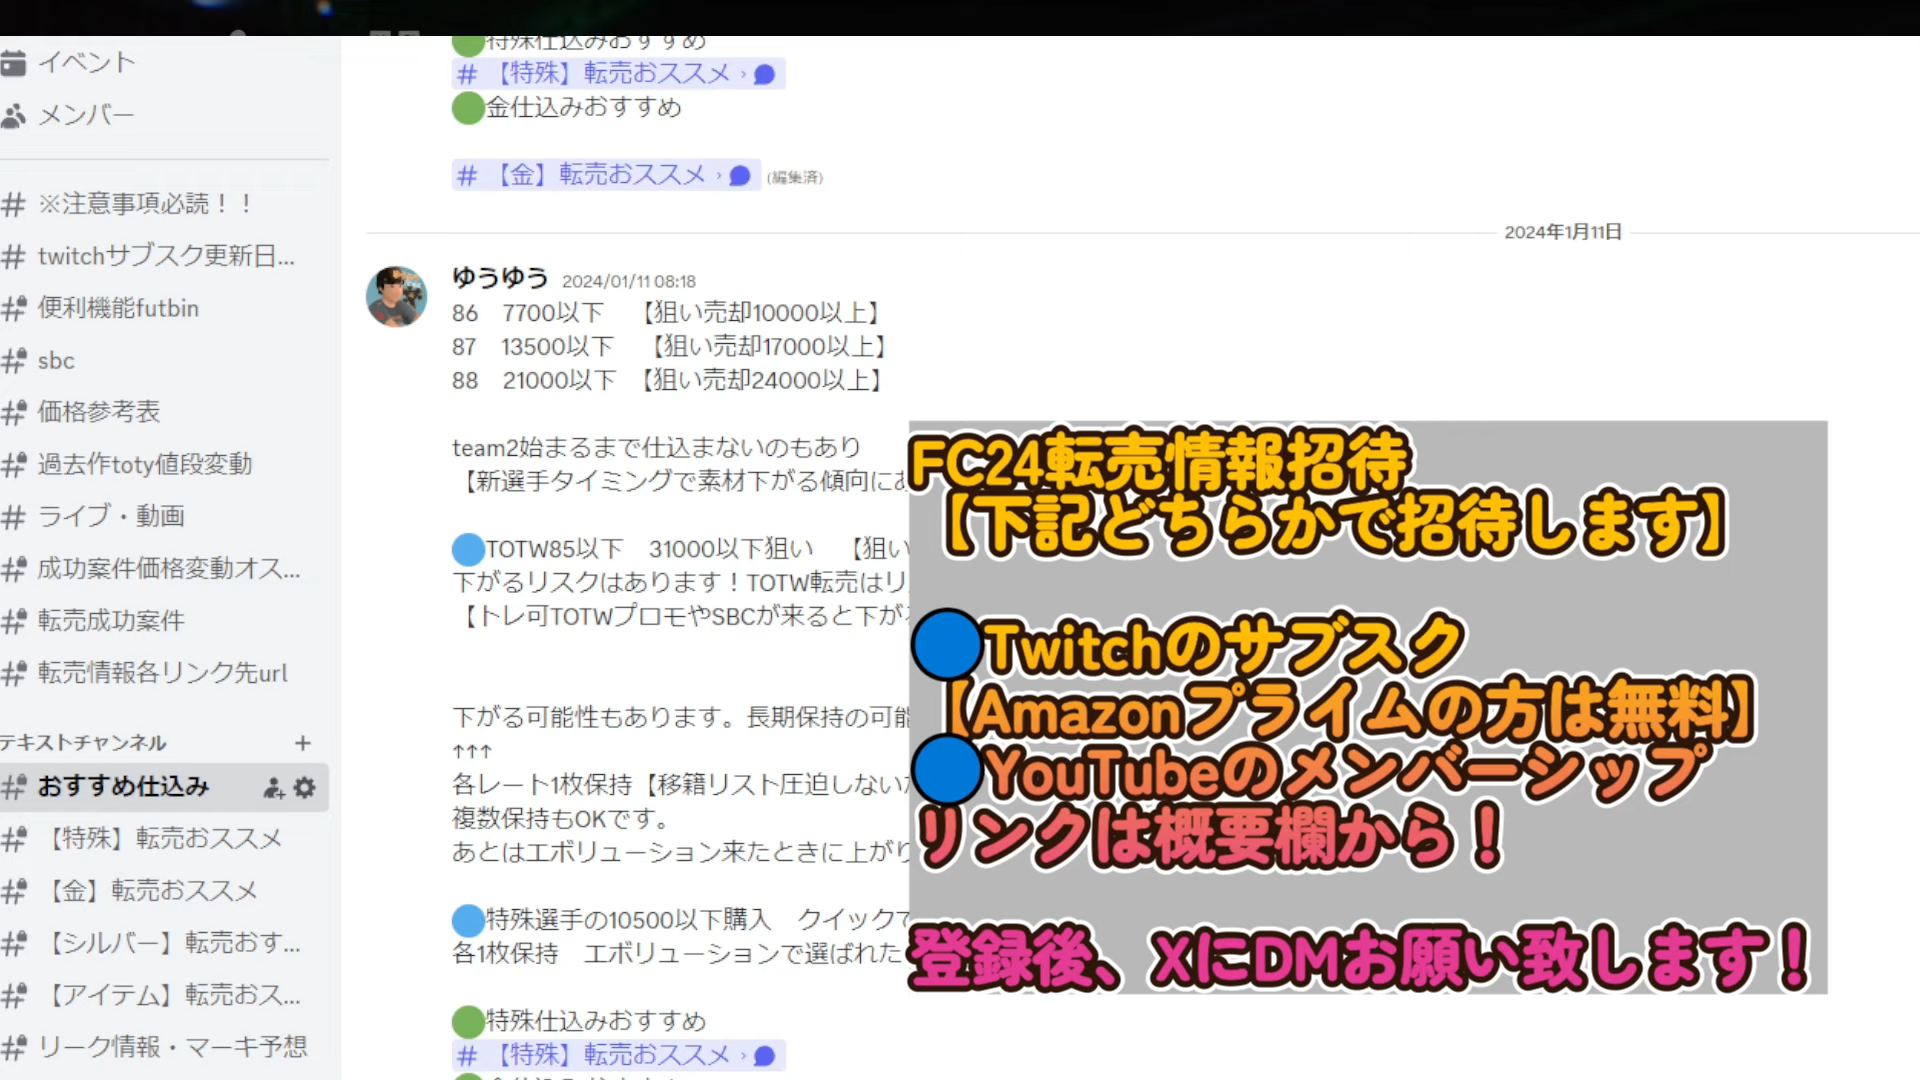 イベント
メンバー
※注意事項必読！！
twitchサブスク更新日...
便利機能futbin
sbc
価格参考表
過去作toty値段変動
ライブ・動画
成功案件価格変動オス...
転売成功案件
転売情報各リンク先url
テキストチャンネル
おすすめ仕込み
【特殊】転売おススメ
【金】転売おススメ
【シルバー】転売おす...
【アイテム】転売おス...
リーク情報・マーキ予想
特殊仕込みおすすめ
# 【特殊】転売おススメ ›
金仕込みおすすめ
# 【金】転売おススメ › (編集済)
2024年1月11日
ゆうゆう 2024/01/11 08:18
86 7700以下 【狙い売却10000以上】
87 13500以下 【狙い売却17000以上】
88 21000以下 【狙い売却24000以上】
team2始まるまで仕込まないのもあり
【新選手タイミングで素材下がる傾向にあ
TOTW85以下 31000以下狙い 【狙い
下がるリスクはあります！TOTW転売はリ
【トレ可TOTWプロモやSBCが来ると下が
下がる可能性もあります。長期保持の可能
↑↑↑
各レート1枚保持【移籍リスト圧迫しない
複数保持もOKです。
あとはエボリューション来たときに上がり
特殊選手の10500以下購入 クイックで
各1枚保持 エボリューションで選ばれた
特殊仕込みおすすめ
# 【特殊】転売おススメ ›
FC24転売情報招待
【下記どちらかで招待します】
Twitchのサブスク
【Amazonプライムの方は無料】
YouTubeのメンバーシップ
リンクは概要欄から！
登録後、XにDMお願い致します！